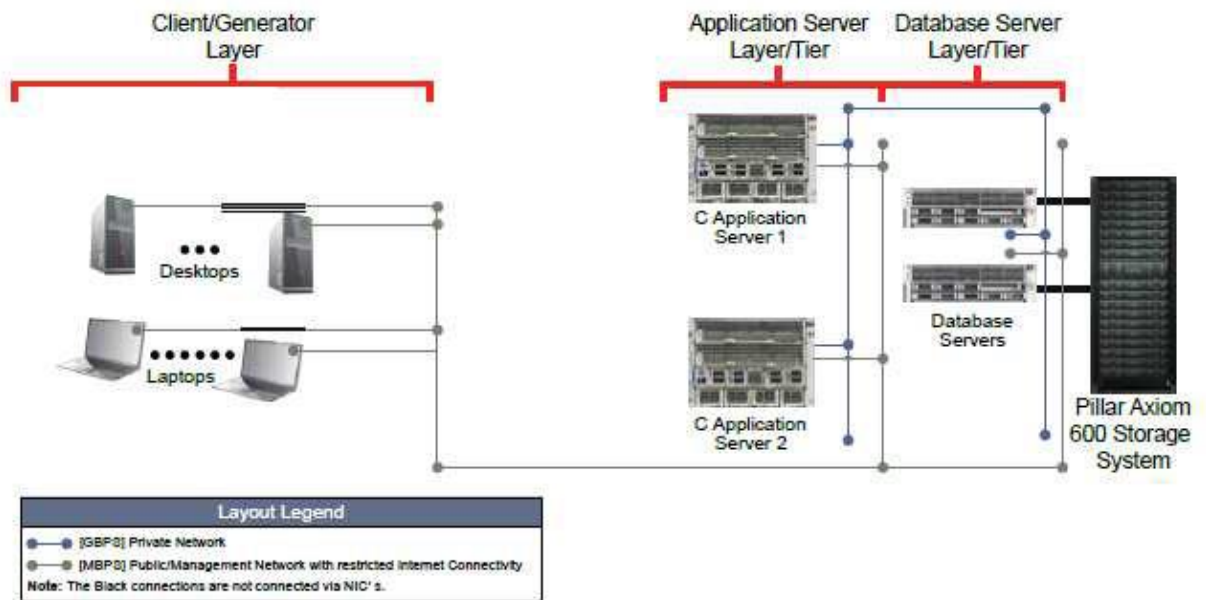 Client/Generator
Layer
Application Server
Layer/Tier
Database Server
Layer/Tier
C Application
Server 1
Desktops
Laptops
Database
Servers
C Application
Server 2
Pillar Axiom
600 Storage
System
Layout Legend
[GBPS] Private Network
[MBPS] Public/Management Network with restricted Internet Connectivity
Note: The Black connections are not connected via NIC' s.